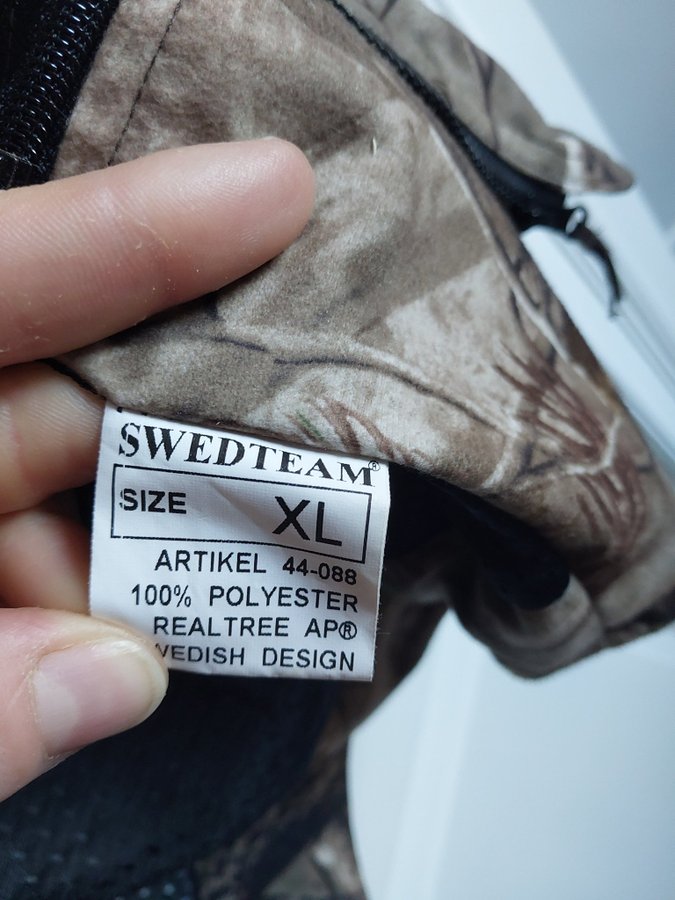 SWEDTEAM®
SIZE XL
ARTIKEL 44-088
100% POLYESTER
REALTREE AP®
WEDISH DESIGN